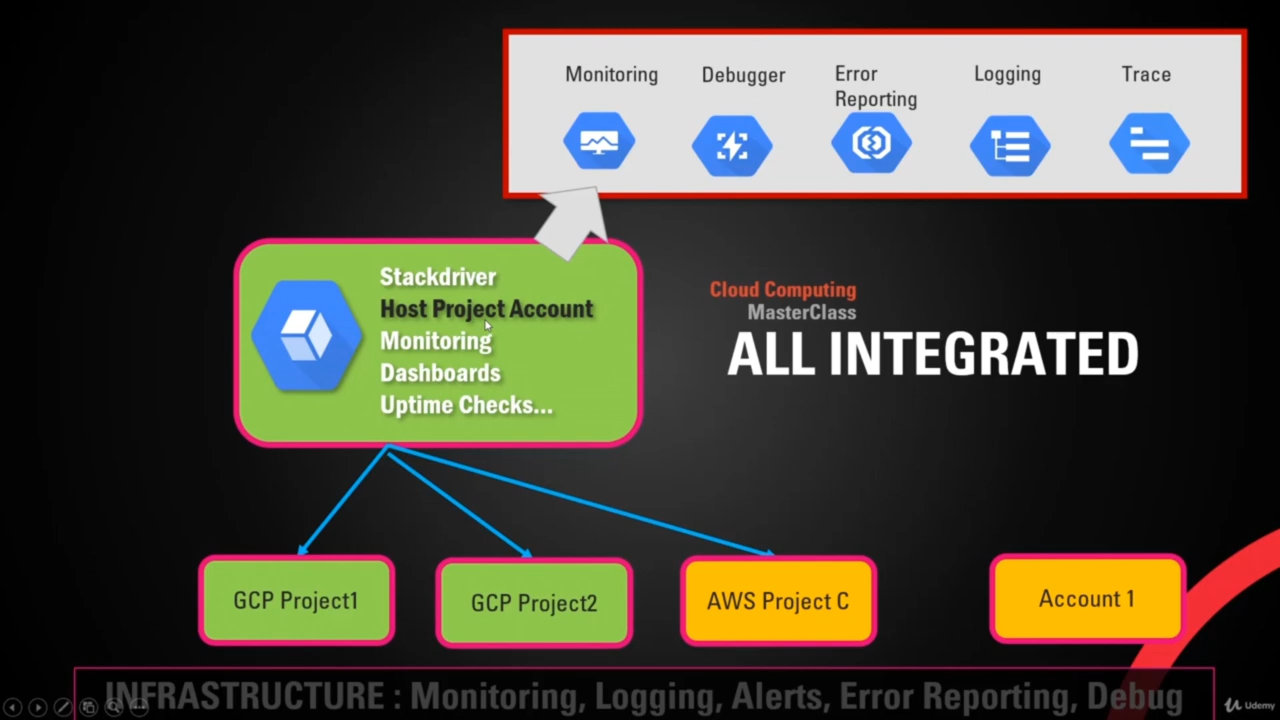 Monitoring
Debugger
Error
Reporting
Logging
Trace
Stackdriver
Host Project Account
Monitoring
Dashboards
Uptime Checks...
Cloud Computing
MasterClass
ALL INTEGRATED
GCP Project1
GCP Project2
AWS Project C
Account 1
INFRASTRUCTURE : Monitoring, Logging, Alerts, Error Reporting, Debug
Udemy